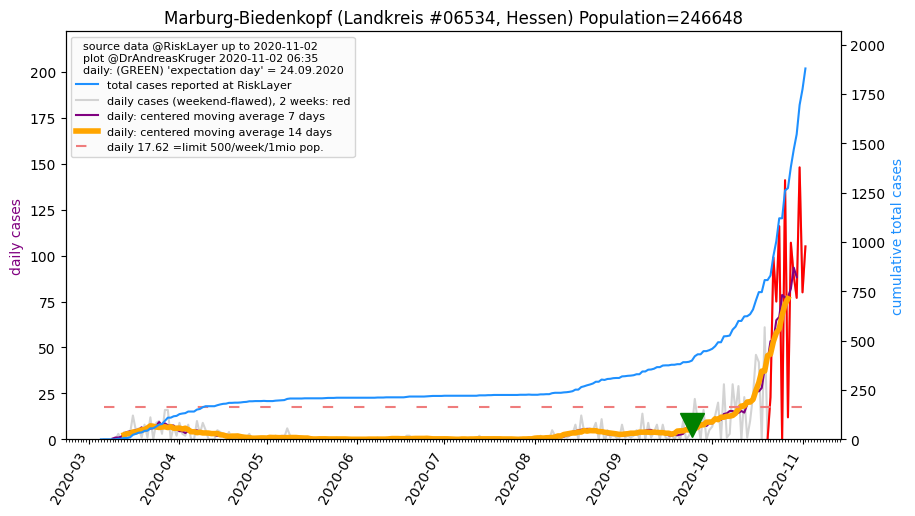 Marburg-Biedenkopf (Landkreis #06534, Hessen) Population=246648
source data @RiskLayer up to 2020-11-02
plot @DrAndreasKruger 2020-11-02 06:35
daily: (GREEN) 'expectation day' = 24.09.2020
total cases reported at RiskLayer
daily cases (weekend-flawed), 2 weeks: red
daily: centered moving average 7 days
daily: centered moving average 14 days
daily 17.62 =limit 500/week/1mio pop.
daily cases
200
175
150
125
100
75
50
25
0
cumulative total cases
2000
1750
1500
1250
1000
750
500
250
0
2020-03
2020-04
2020-05
2020-06
2020-07
2020-08
2020-09
2020-10
2020-11